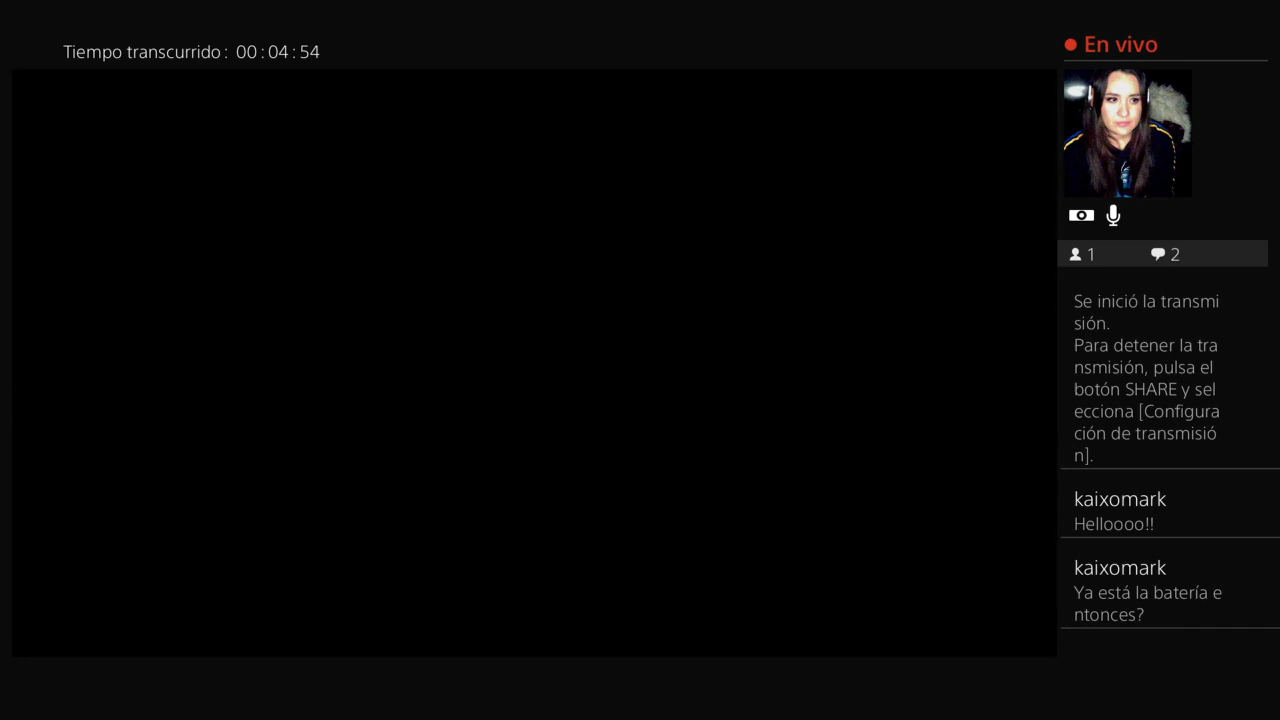 Tiempo transcurrido : 00 : 04 : 54
En vivo
1 2
Se inició la transmi
sión.
Para detener la tra
nsmisión, pulsa el
botón SHARE y sel
ecciona [Configura
ción de transmisió
n].
kaixomark
Helloooo!!
kaixomark
Ya está la batería e
ntonces?